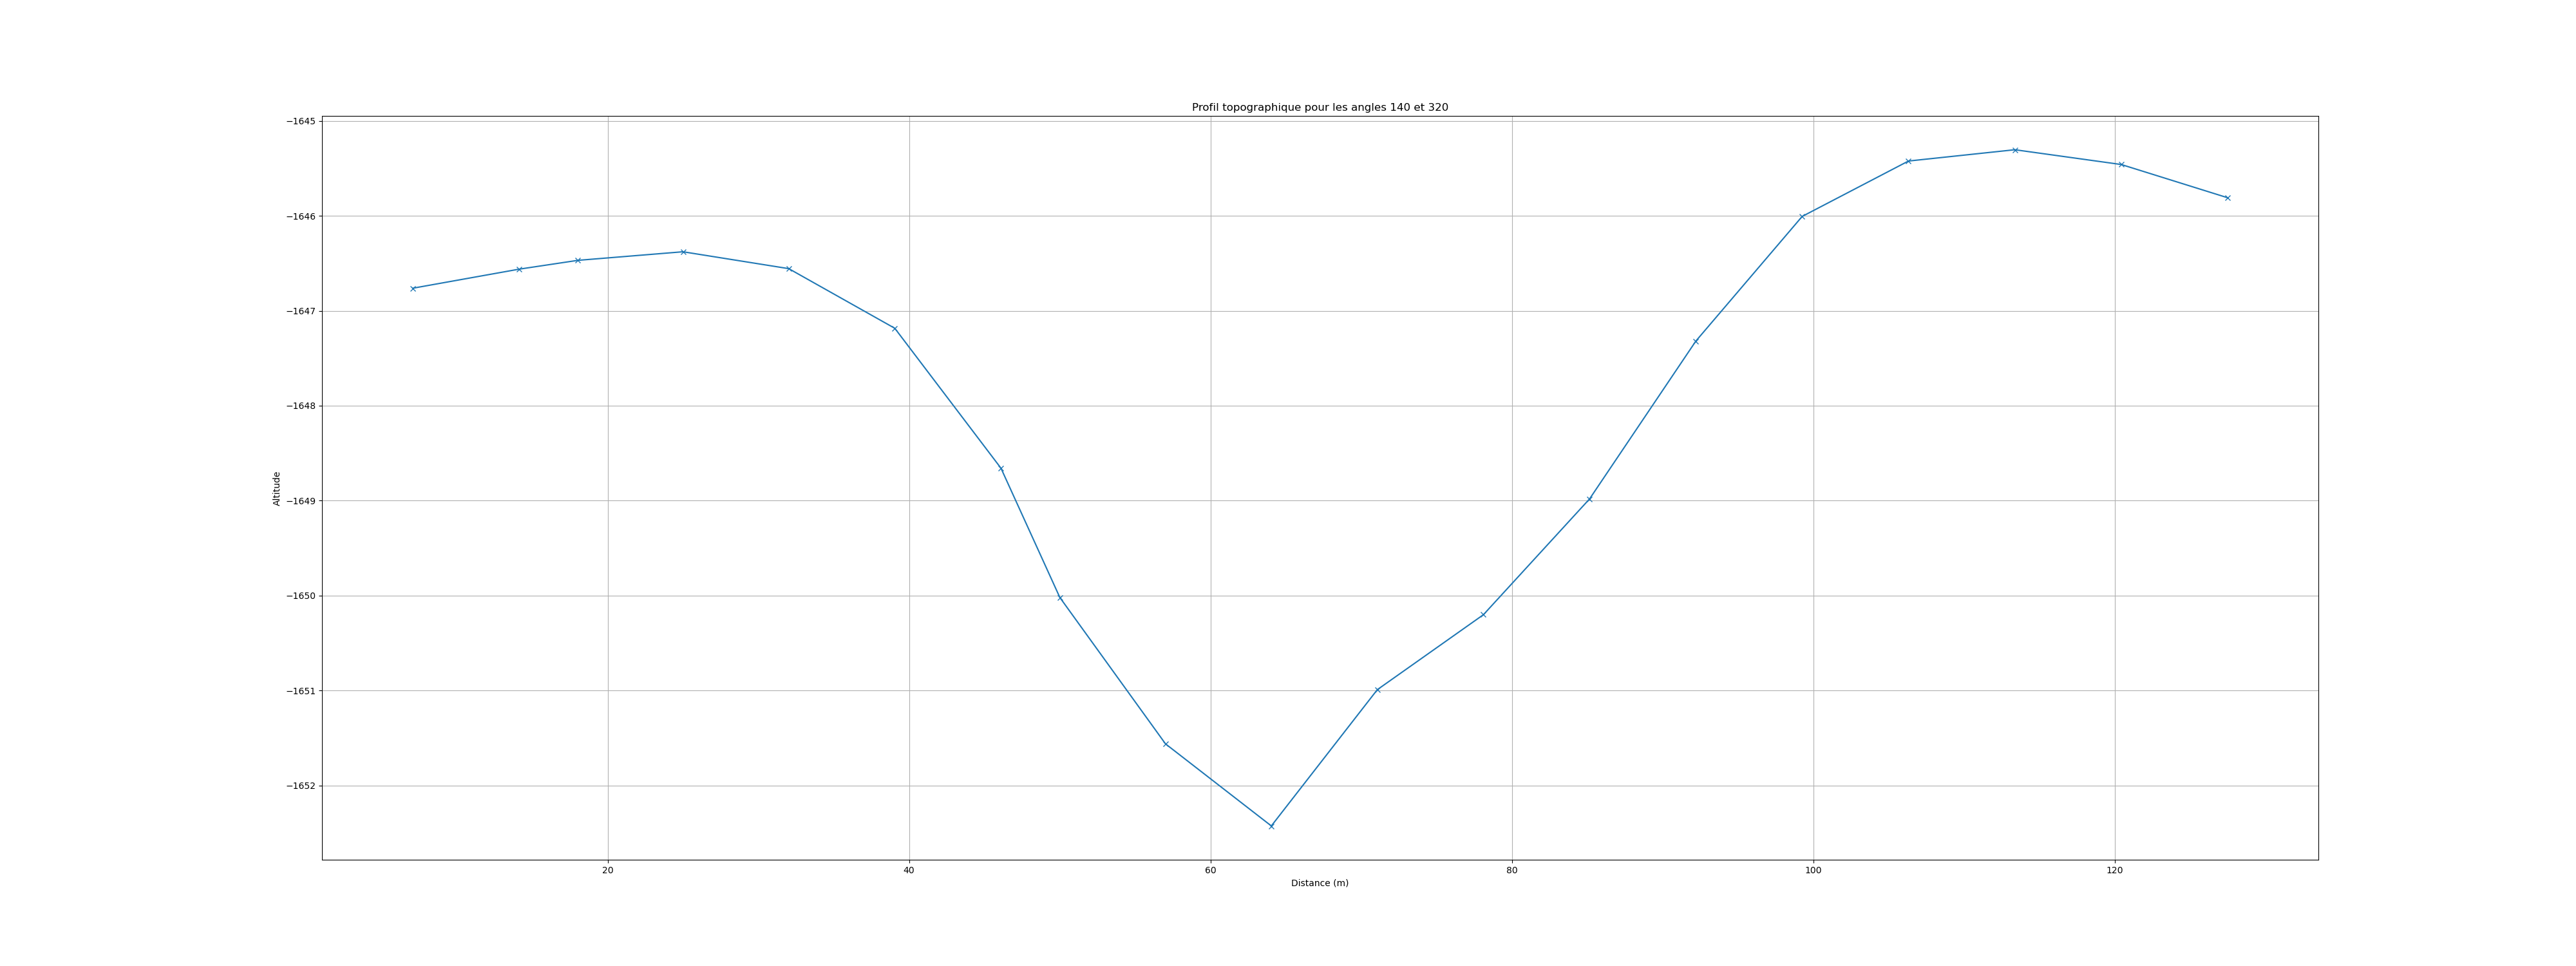 Profil topographique pour les angles 140 et 320
−1645
−1646
−1647
−1648
−1649
−1650
−1651
−1652
Altitude
20 40 60 80 100 120
Distance (m)